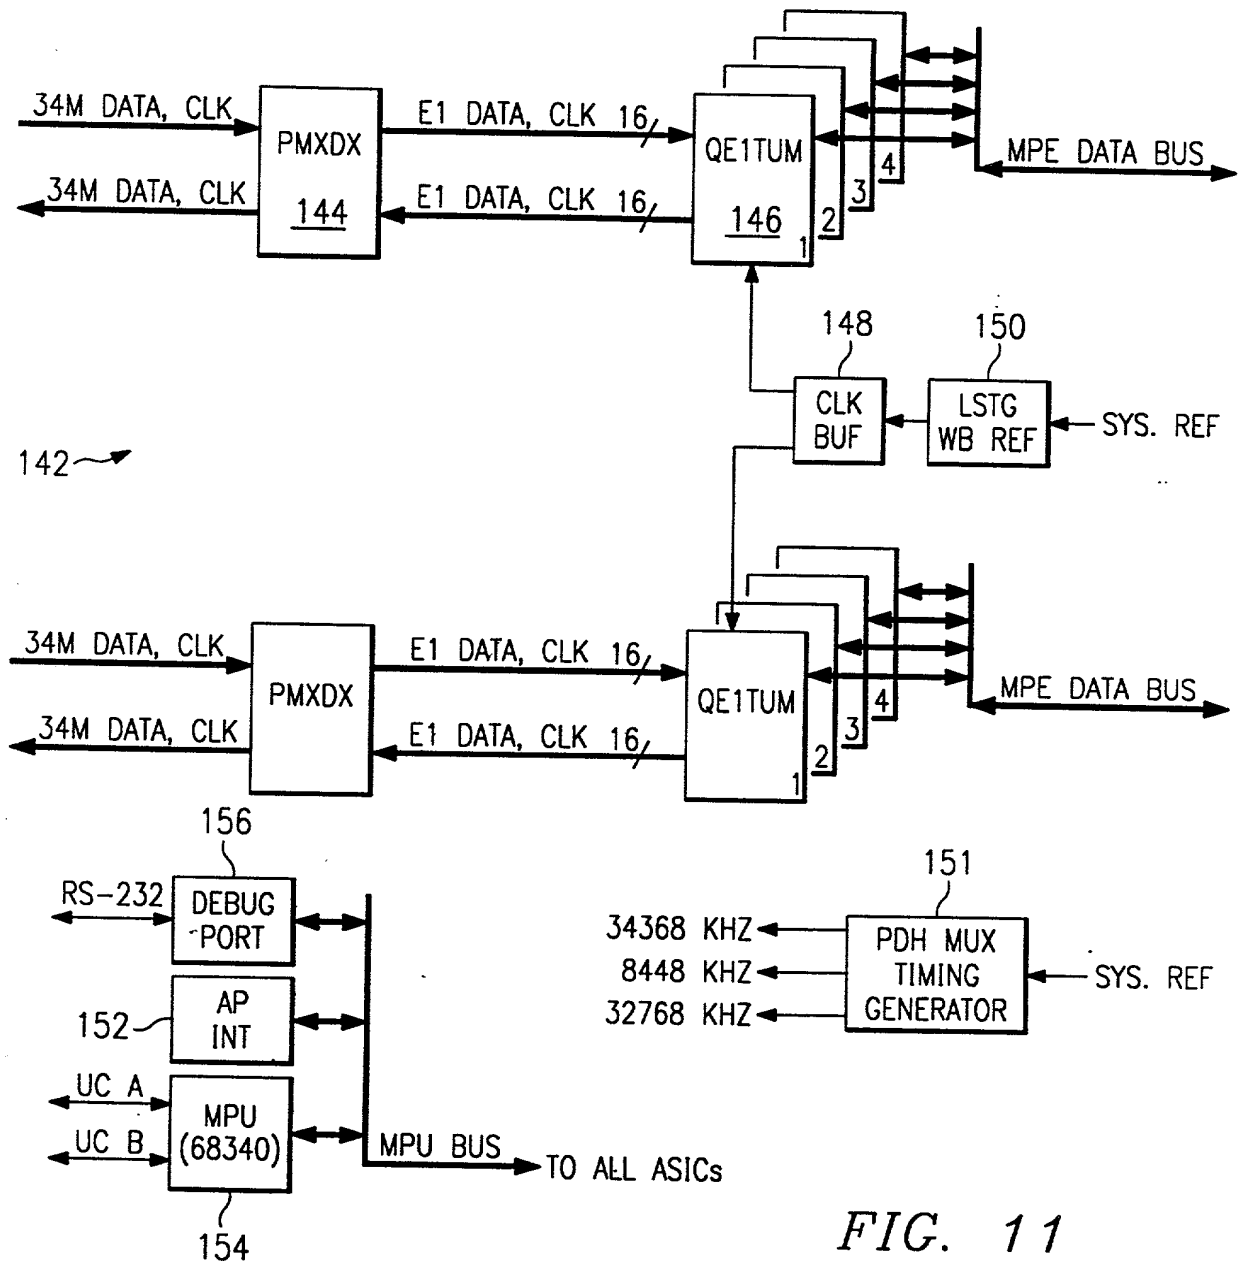 34M DATA, CLK
PMXDX
144
34M DATA, CLK
E1 DATA, CLK 16
E1 DATA, CLK 16
QE1TUM
146
1
2
3
4
MPE DATA BUS
148
150
CLK
BUF
LSTG
WB REF
SYS. REF
142
34M DATA, CLK
PMXDX
34M DATA, CLK
E1 DATA, CLK 16
E1 DATA, CLK 16
QE1TUM
1
2
3
4
MPE DATA BUS
156
RS-232
DEBUG
PORT
152
AP
INT
UC A
UC B
MPU
(68340)
154
MPU BUS
TO ALL ASICs
151
34368 KHZ
8448 KHZ
32768 KHZ
PDH MUX
TIMING
GENERATOR
SYS. REF
FIG. 11